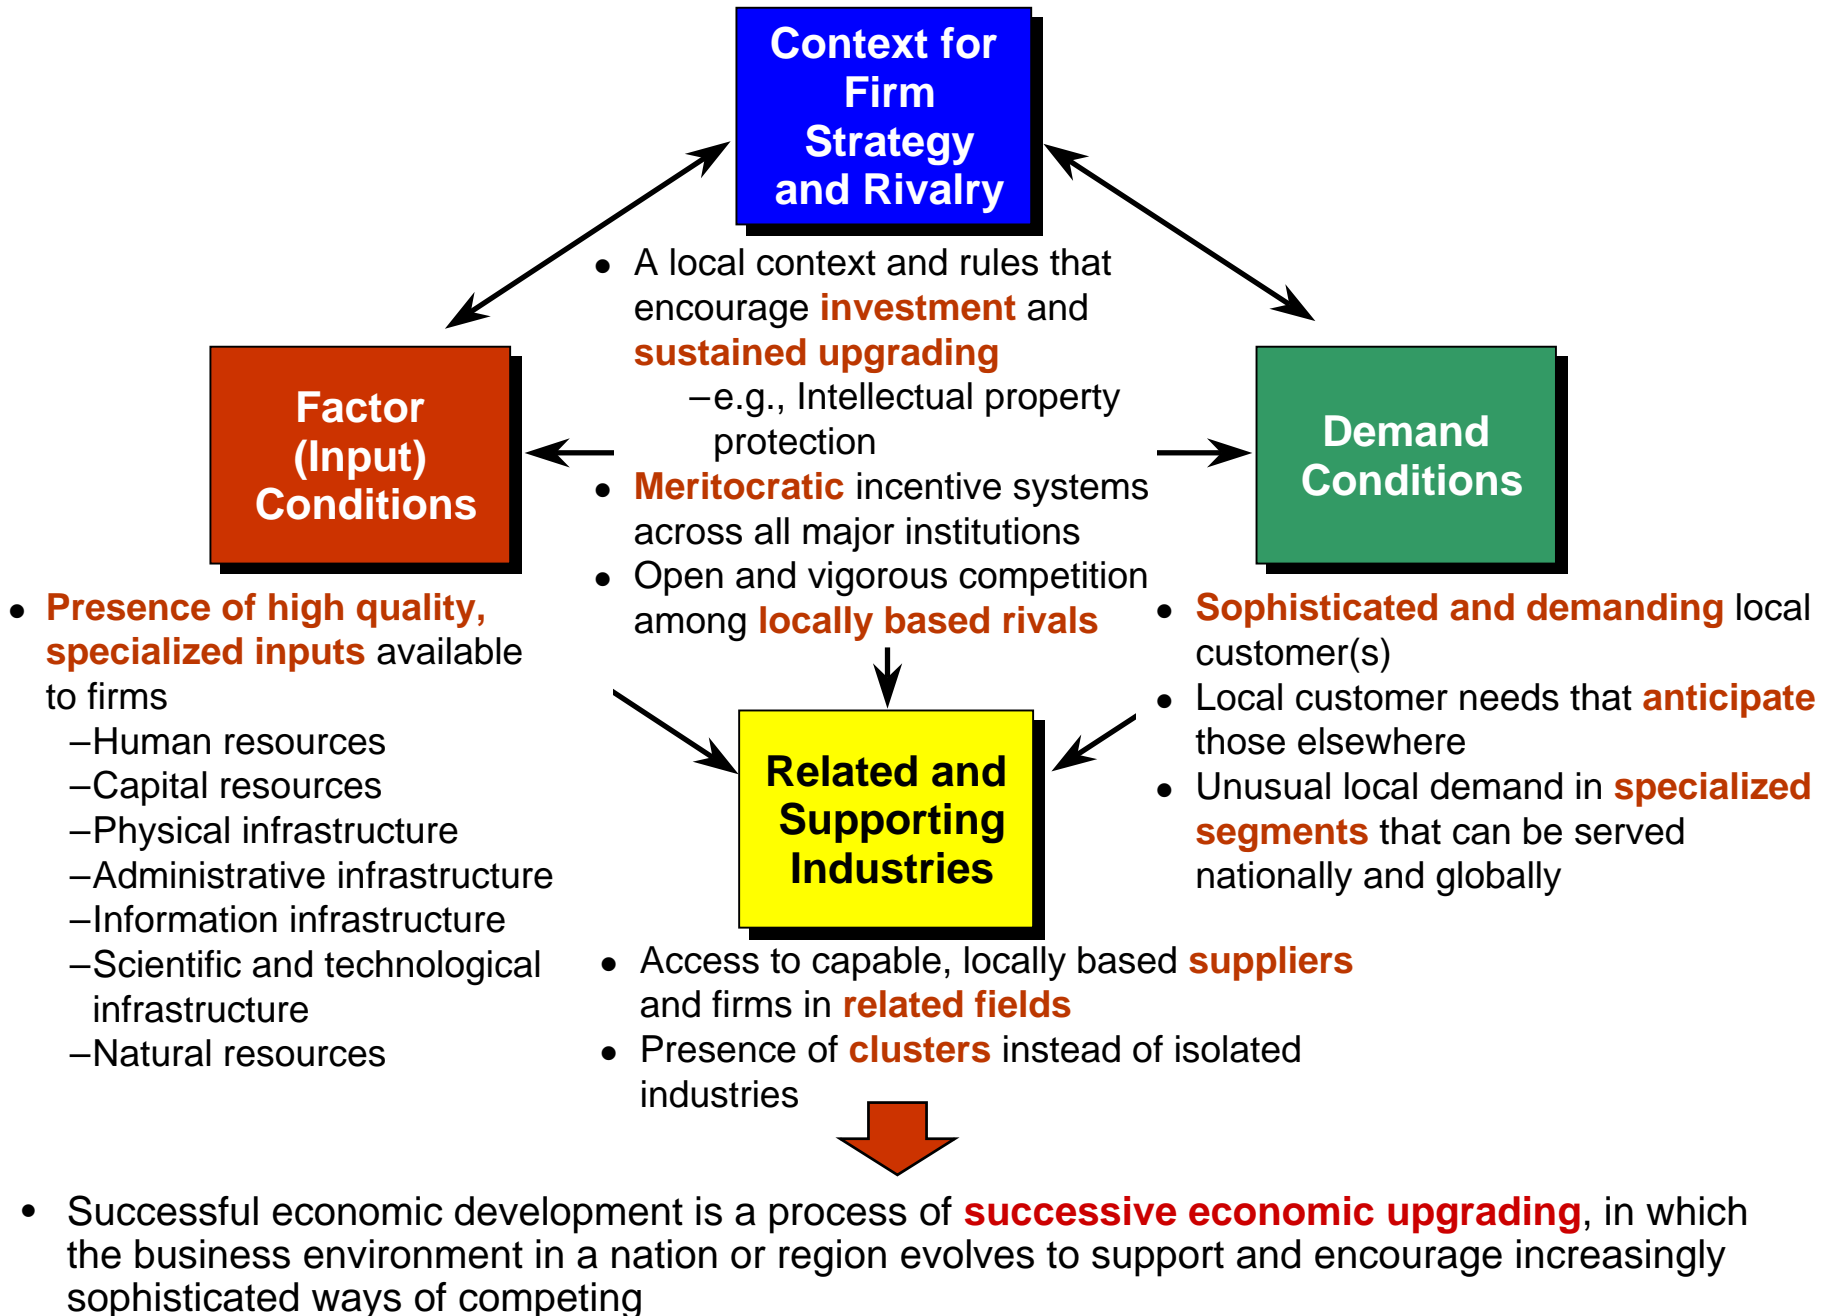 Context for
Firm
Strategy
and Rivalry
● A local context and rules that
encourage investment and
sustained upgrading
–e.g., Intellectual property
protection
● Meritocratic incentive systems
across all major institutions
● Open and vigorous competition
among locally based rivals
Factor
(Input)
Conditions
● Presence of high quality,
specialized inputs available
to firms
–Human resources
–Capital resources
–Physical infrastructure
–Administrative infrastructure
–Information infrastructure
–Scientific and technological
infrastructure
–Natural resources
Demand
Conditions
● Sophisticated and demanding local
customer(s)
● Local customer needs that anticipate
those elsewhere
● Unusual local demand in specialized
segments that can be served
nationally and globally
Related and
Supporting
Industries
● Access to capable, locally based suppliers
and firms in related fields
● Presence of clusters instead of isolated
industries
• Successful economic development is a process of successive economic upgrading, in which
the business environment in a nation or region evolves to support and encourage increasingly
sophisticated ways of competing